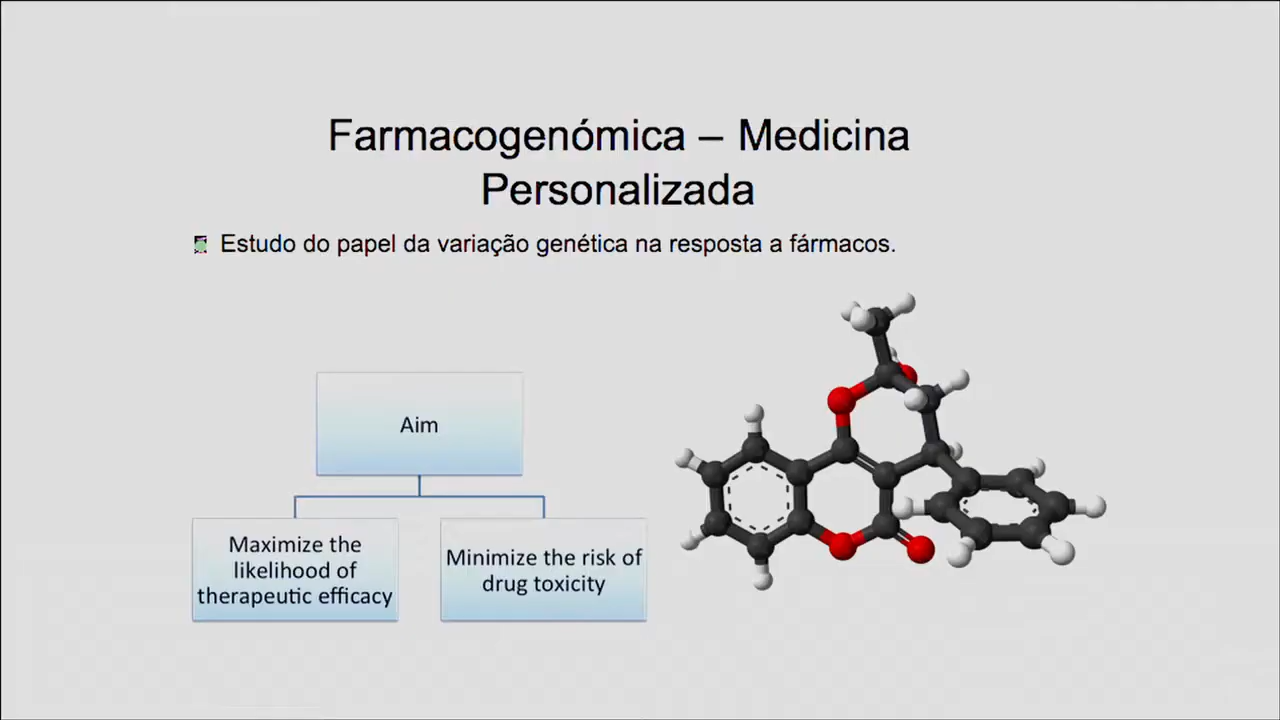 Farmacogenómica – Medicina
Personalizada
Estudo do papel da variação genética na resposta a fármacos.
Aim
Maximize the
likelihood of
therapeutic efficacy
Minimize the risk of
drug toxicity